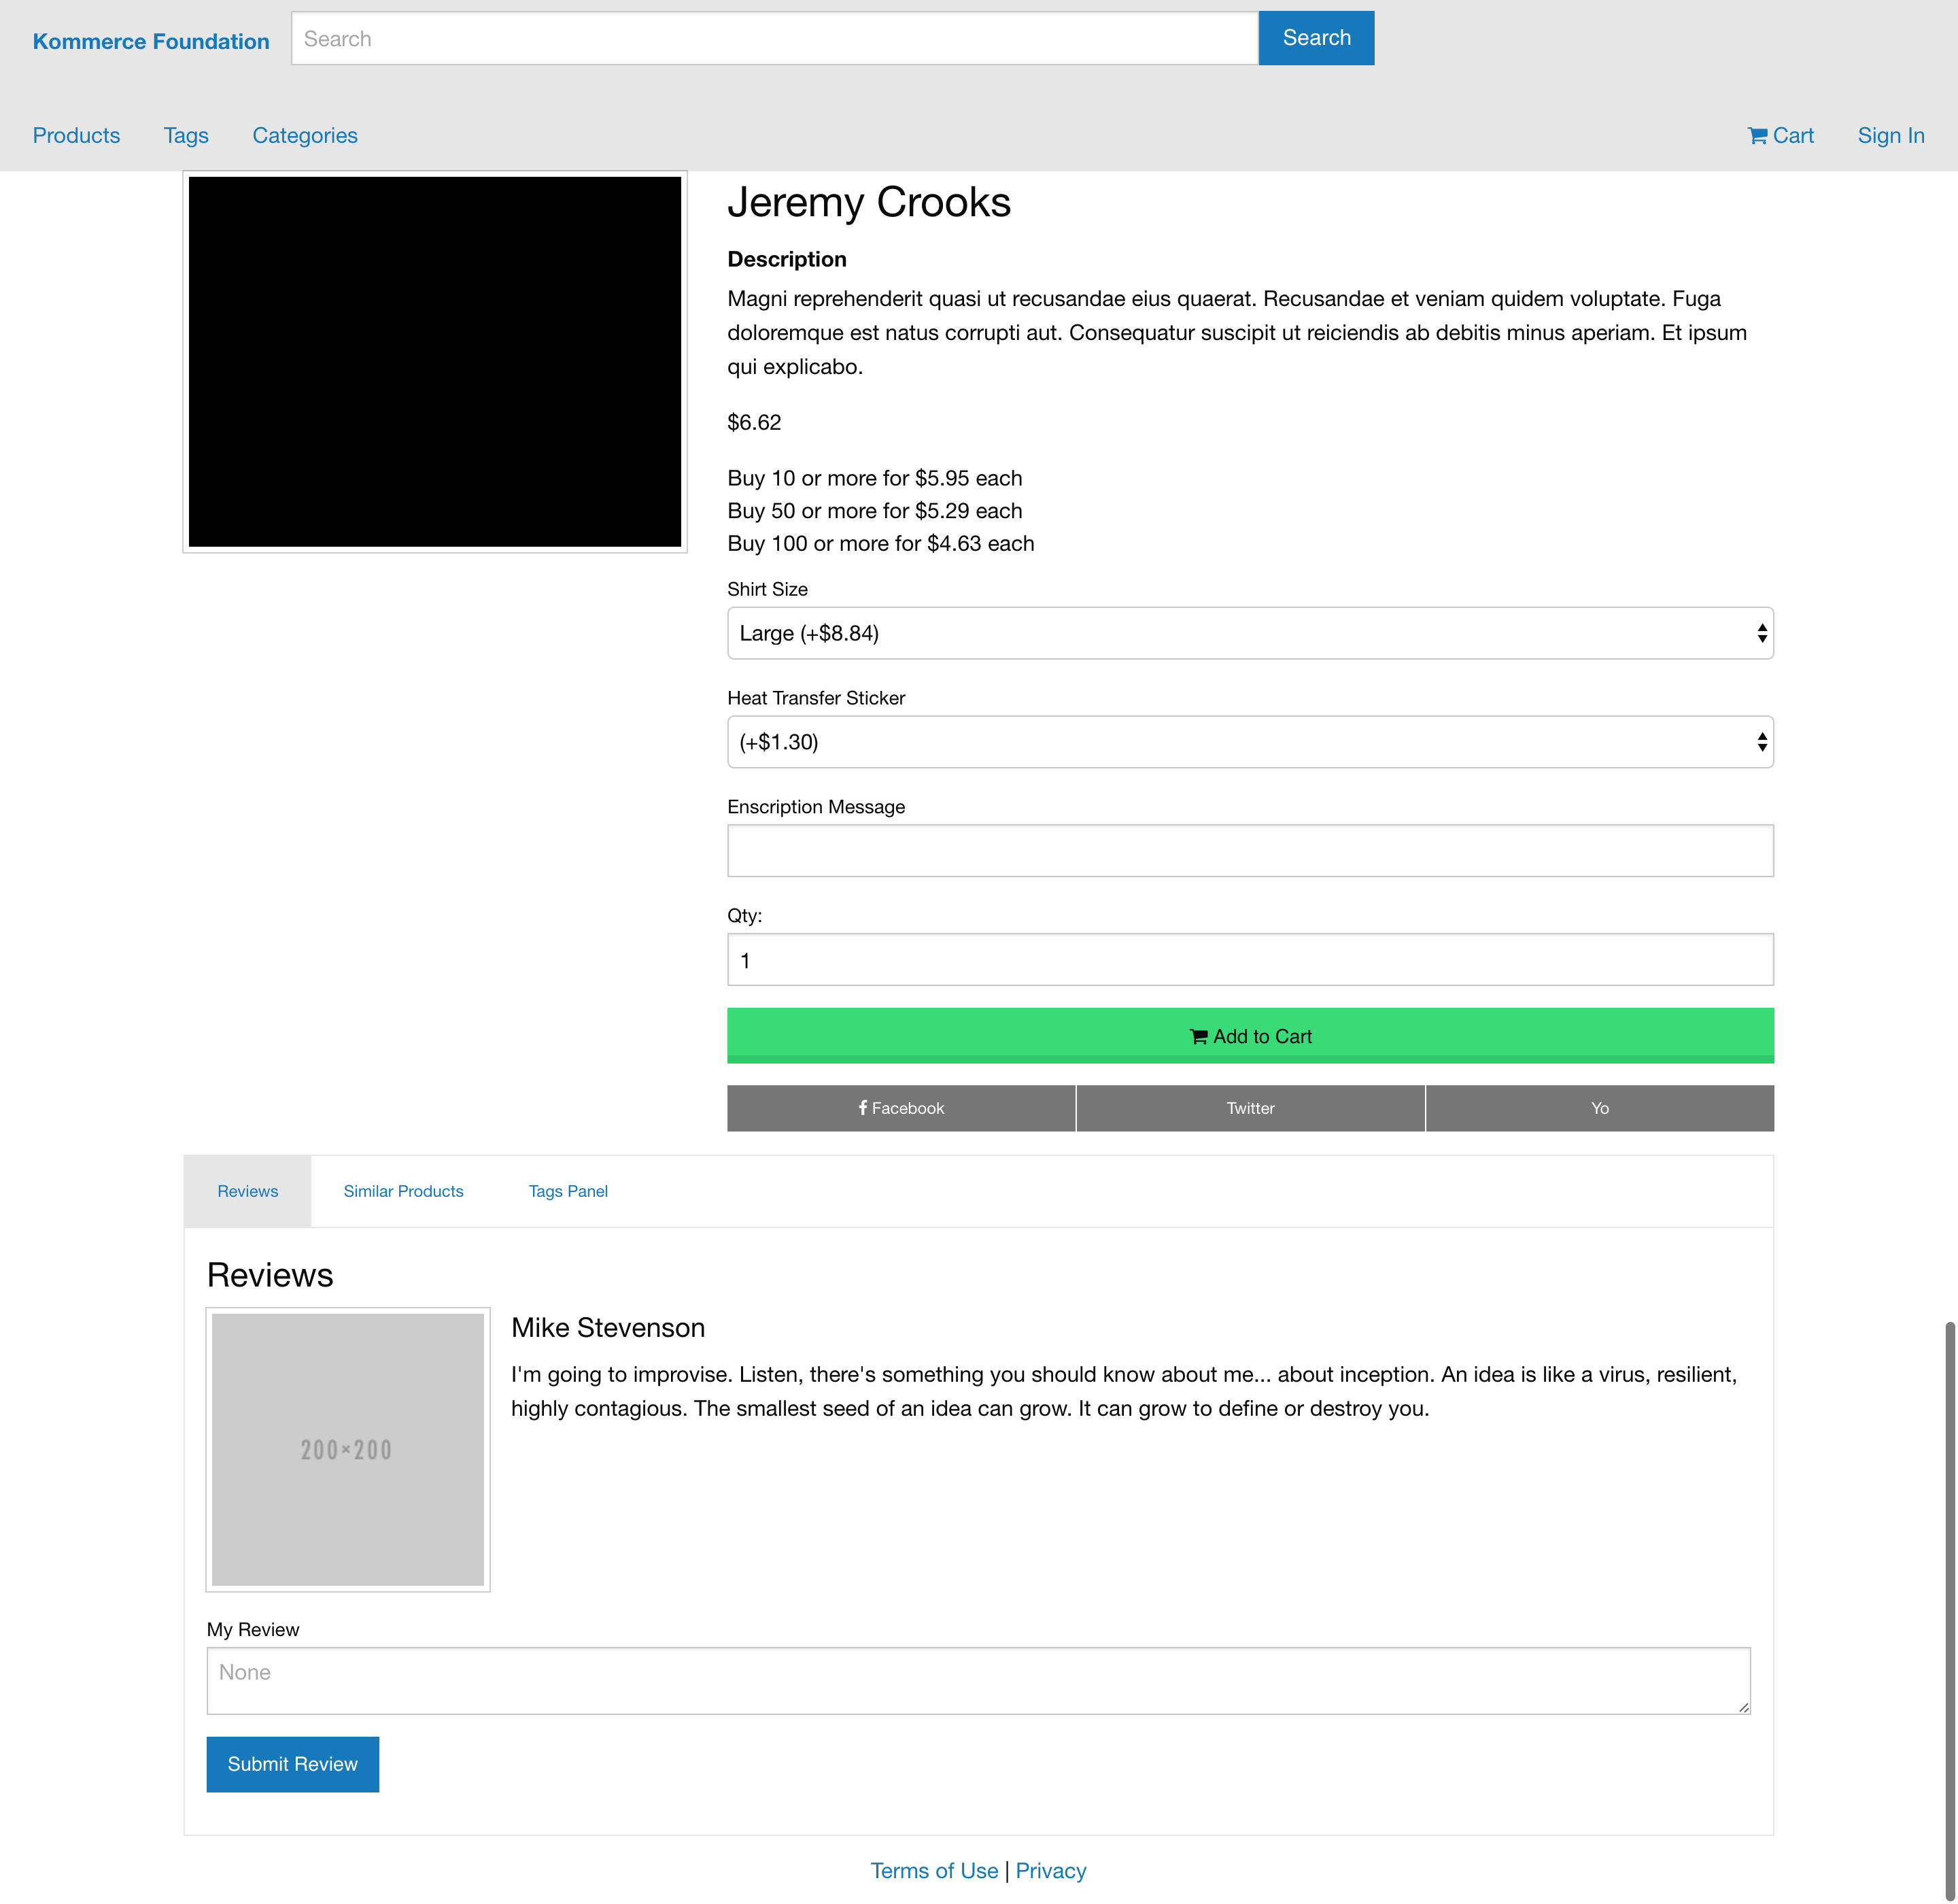 Kommerce Foundation
Search
Search
Products
Tags
Categories
Cart
Sign In
Jeremy Crooks
Description
Magni reprehenderit quasi ut recusandae eius quaerat. Recusandae et veniam quidem voluptate. Fuga
doloremque est natus corrupti aut. Consequatur suscipit ut reiciendis ab debitis minus aperiam. Et ipsum
qui explicabo.
$6.62
Buy 10 or more for $5.95 each
Buy 50 or more for $5.29 each
Buy 100 or more for $4.63 each
Shirt Size
Large (+$8.84)
Heat Transfer Sticker
(+$1.30)
Enscription Message
Qty:
1
Add to Cart
Facebook
Twitter
Yo
Reviews
Similar Products
Tags Panel
Reviews
Mike Stevenson
I'm going to improvise. Listen, there's something you should know about me... about inception. An idea is like a virus, resilient,
highly contagious. The smallest seed of an idea can grow. It can grow to define or destroy you.
200×200
My Review
None
Submit Review
Terms of Use | Privacy